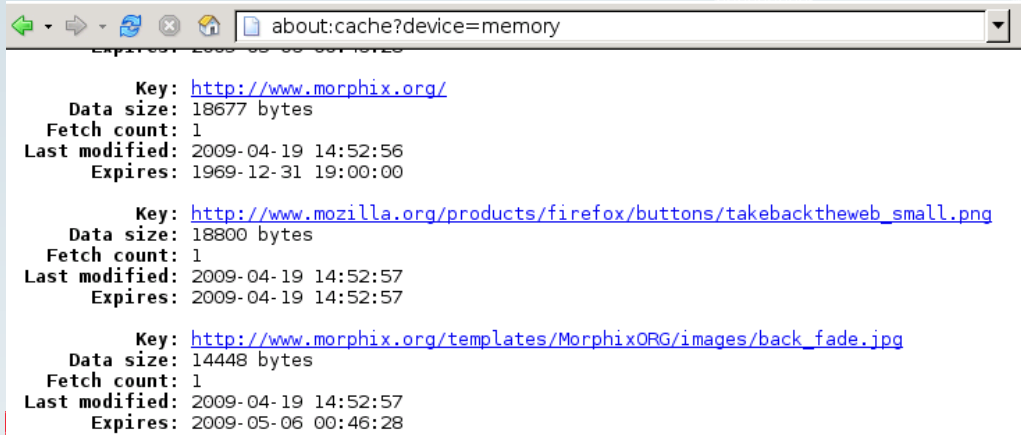 about:cache?device=memory
Key: http://www.morphix.org/
Data size: 18677 bytes
Fetch count: 1
Last modified: 2009-04-19 14:52:56
Expires: 1969-12-31 19:00:00
Key: http://www.mozilla.org/products/firefox/buttons/takebacktheweb_small.png
Data size: 18800 bytes
Fetch count: 1
Last modified: 2009-04-19 14:52:57
Expires: 2009-04-19 14:52:57
Key: http://www.morphix.org/templates/MorphixORG/images/back_fade.jpg
Data size: 14448 bytes
Fetch count: 1
Last modified: 2009-04-19 14:52:57
Expires: 2009-05-06 00:46:28